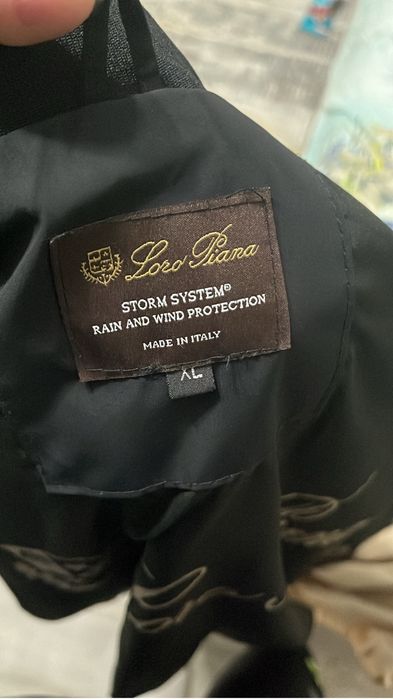 Loro Piana
STORM SYSTEM®
RAIN AND WIND PROTECTION
MADE IN ITALY
XL